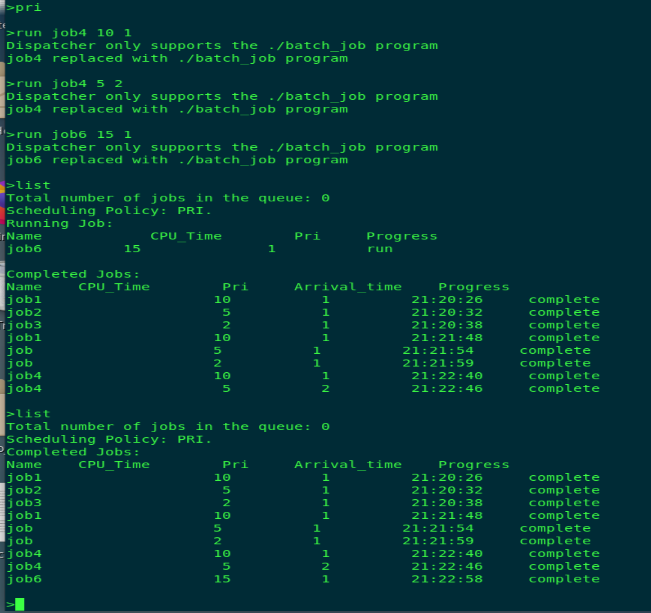 >pri
>run job4 10 1
Dispatcher only supports the ./batch_job program
job4 replaced with ./batch_job program
>run job4 5 2
Dispatcher only supports the ./batch_job program
job4 replaced with ./batch_job program
>run job6 15 1
Dispatcher only supports the ./batch_job program
job6 replaced with ./batch_job program
>list
Total number of jobs in the queue: 0
Scheduling Policy: PRI.
Running Job:
Name CPU_Time Pri Progress
job6 15 1 run
Completed Jobs:
Name CPU_Time Pri Arrival_time Progress
job1 10 1 21:20:26 complete
job2 5 1 21:20:32 complete
job3 2 1 21:20:38 complete
job1 10 1 21:21:48 complete
job 5 1 21:21:54 complete
job 2 1 21:21:59 complete
job4 10 1 21:22:40 complete
job4 5 2 21:22:46 complete
>list
Total number of jobs in the queue: 0
Scheduling Policy: PRI.
Completed Jobs:
Name CPU_Time Pri Arrival_time Progress
job1 10 1 21:20:26 complete
job2 5 1 21:20:32 complete
job3 2 1 21:20:38 complete
job1 10 1 21:21:48 complete
job 5 1 21:21:54 complete
job 2 1 21:21:59 complete
job4 10 1 21:22:40 complete
job4 5 2 21:22:46 complete
job6 15 1 21:22:58 complete
>